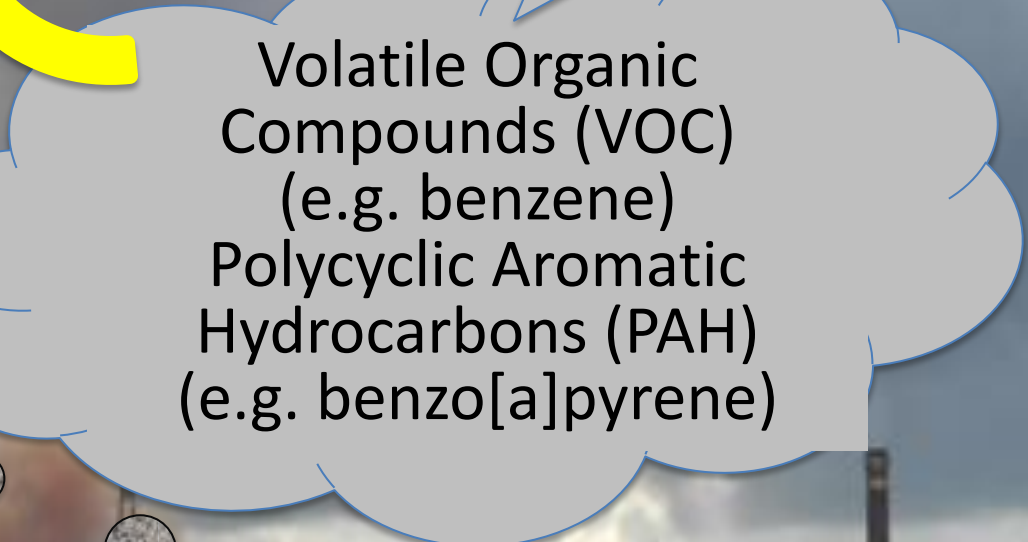 Volatile Organic
Compounds (VOC)
(e.g. benzene)
Polycyclic Aromatic
Hydrocarbons (PAH)
(e.g. benzo[a]pyrene)